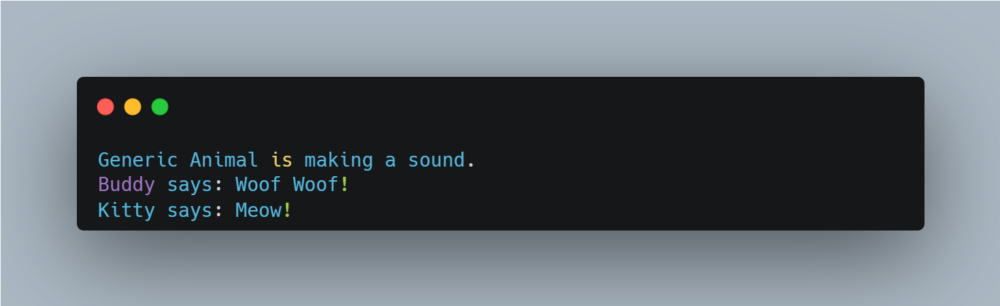 Generic Animal is making a sound.
Buddy says: Woof Woof!
Kitty says: Meow!